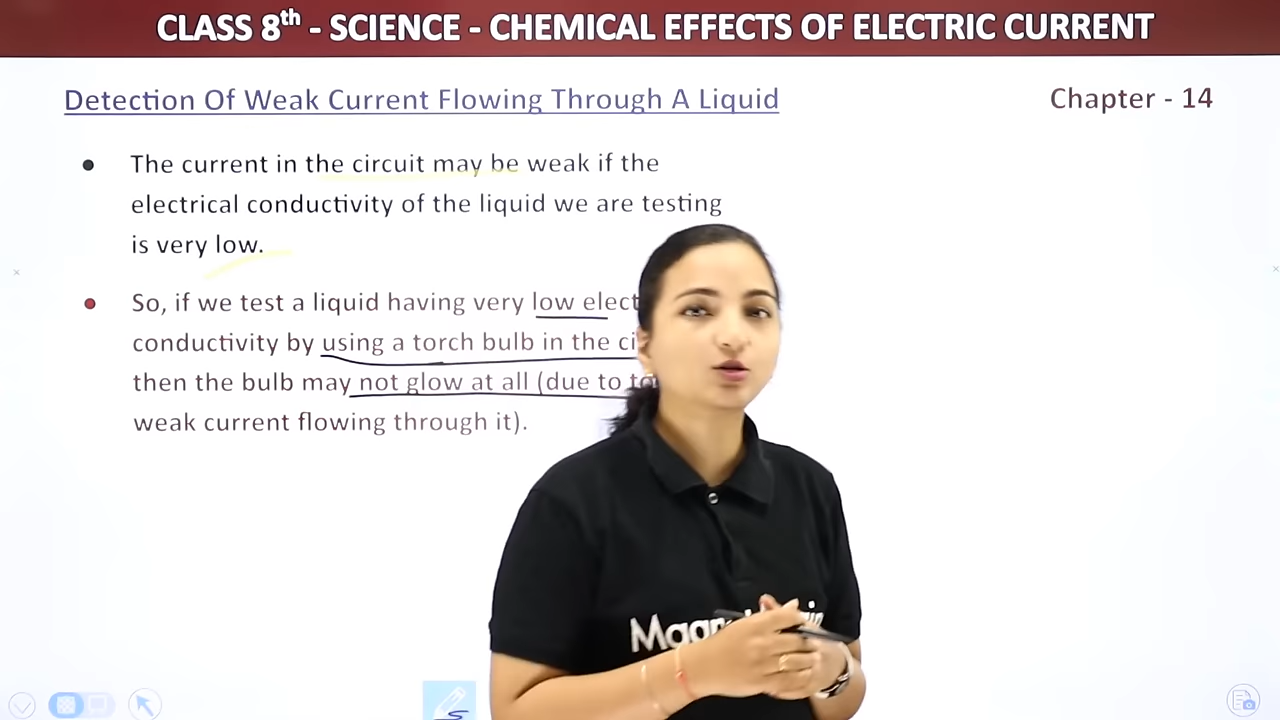 CLASS 8th - SCIENCE - CHEMICAL EFFECTS OF ELECTRIC CURRENT
Detection Of Weak Current Flowing Through A Liquid
Chapter - 14
The current in the circuit may be weak if the
electrical conductivity of the liquid we are testing
is very low.
So, if we test a liquid having very low
conductivity by using a torch bulb in the
then the bulb may not glow at all (due to
weak current flowing through it).